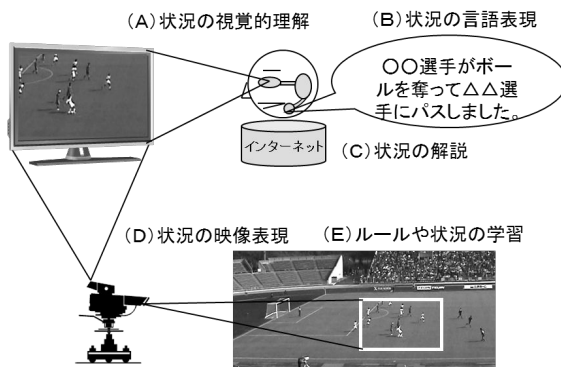 (A)状況の視覚的理解
(B)状況の言語表現
○○選手がボー
ルを奪って△△選
手にパスしました。
インターネット
(C)状況の解説
(D)状況の映像表現
(E)ルールや状況の学習